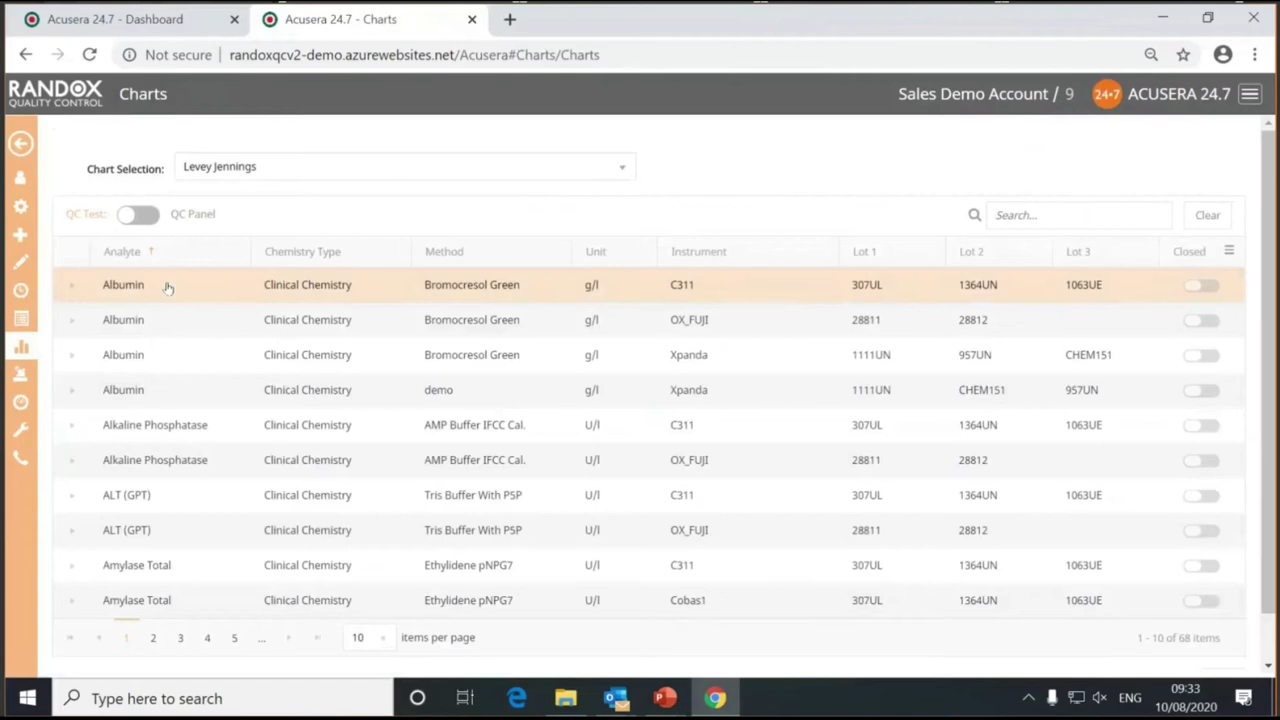 Acusera 24.7 - Dashboard
Acusera 24.7 - Charts
Not secure randoxqcv2-demo.azurewebsites.net/Acusera#Charts/Charts
RANDOX
QUALITY CONTROL
Charts
Sales Demo Account / 9
24•7
ACUSERA 24.7
Chart Selection: Levey Jennings
QC Test: QC Panel Search... Clear
Analyte ↑ Chemistry Type Method Unit Instrument Lot 1 Lot 2 Lot 3 Closed
Albumin Clinical Chemistry Bromocresol Green g/l C311 307UL 1364UN 1063UE
Albumin Clinical Chemistry Bromocresol Green g/l OX_FUJI 28811 28812
Albumin Clinical Chemistry Bromocresol Green g/l Xpanda 1111UN 957UN CHEM151
Albumin Clinical Chemistry demo g/l Xpanda 1111UN CHEM151 957UN
Alkaline Phosphatase Clinical Chemistry AMP Buffer IFCC Cal. U/l C311 307UL 1364UN 1063UE
Alkaline Phosphatase Clinical Chemistry AMP Buffer IFCC Cal. U/l OX_FUJI 28811 28812
ALT (GPT) Clinical Chemistry Tris Buffer With P5P U/l C311 307UL 1364UN 1063UE
ALT (GPT) Clinical Chemistry Tris Buffer With P5P U/l OX_FUJI 28811 28812
Amylase Total Clinical Chemistry Ethylidene pNPG7 U/l C311 307UL 1364UN 1063UE
Amylase Total Clinical Chemistry Ethylidene pNPG7 U/l Cobas1 307UL 1364UN 1063UE
1 2 3 4 5 ... 10 items per page 1 - 10 of 68 items
Type here to search
ENG
09:33
10/08/2020